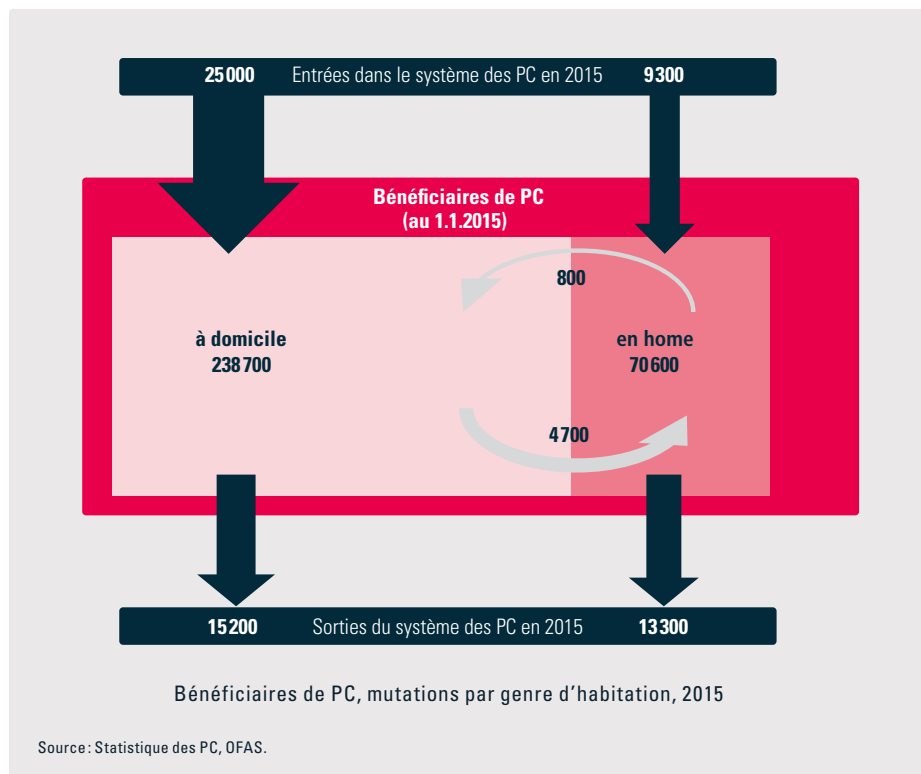 25 000 Entrées dans le système des PC en 2015 9 300
Bénéficiaires de PC
(au 1.1.2015)
800
à domicile
238 700
en home
70 600
4 700
15 200 Sorties du système des PC en 2015 13 300
Bénéficiaires de PC, mutations par genre d'habitation, 2015
Source : Statistique des PC, OFAS.